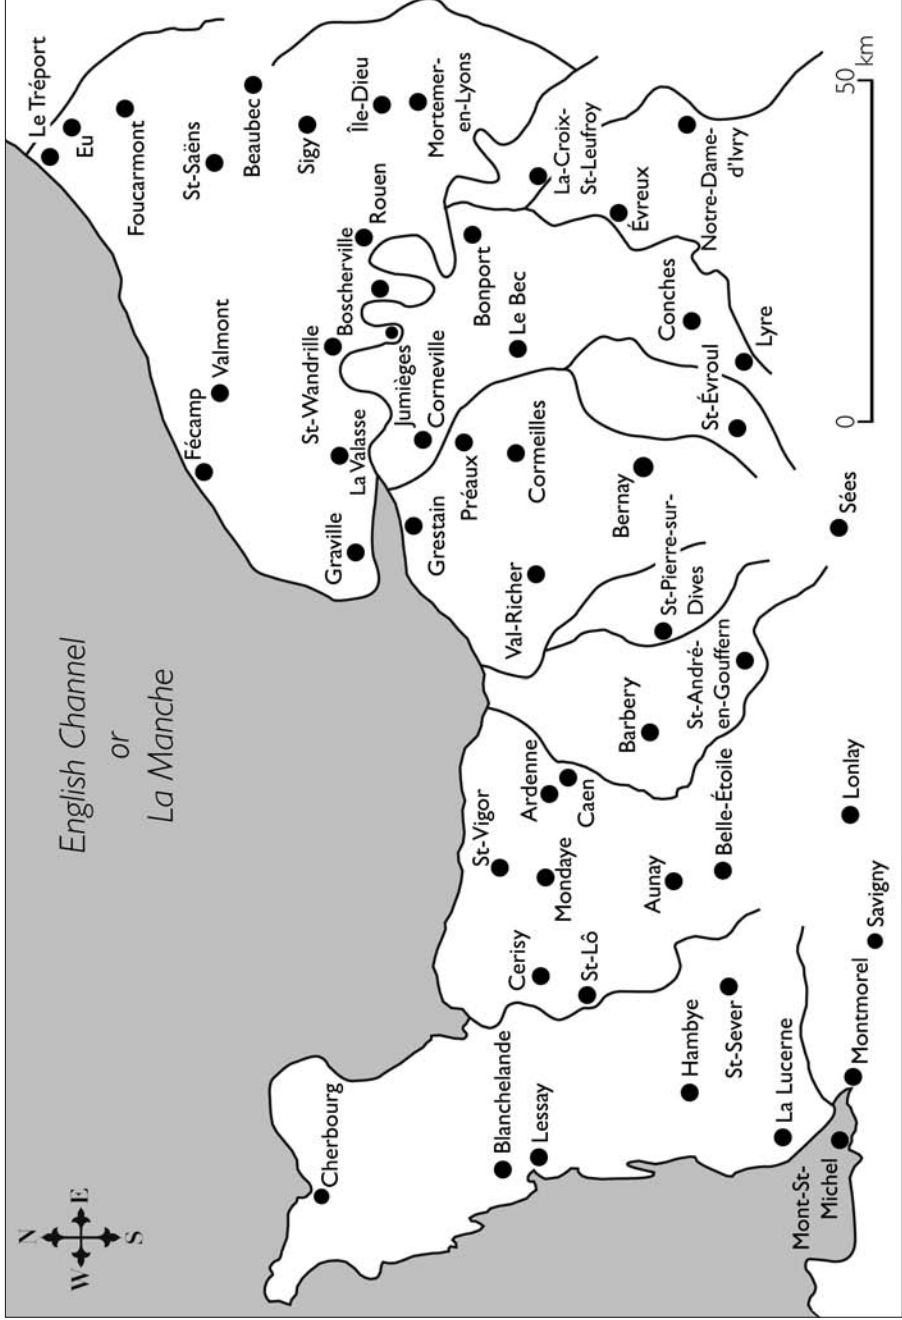 English Channel
or
La Manche
N
W
E
S
Le Tréport
Eu
Foucarmont
St-Saëns
Beaubec
Sigy
Île-Dieu
Mortemer-
en-Lyons
Fécamp
Valmont
St-Wandrille
Boscherville
Rouen
La Valasse
Jumièges
Graville
Corneville
Bonport
La-Croix-
St-Leufroy
Grestain
Préaux
Le Bec
Cormeilles
Évreux
Val-Richer
Bernay
Conches
Notre-Dame-
d'Ivry
St-Évroul
Lyre
St-Pierre-sur-
Dives
St-André-
en-Gouffern
Sées
Barbery
St-Vigor
Ardenne
Caen
Mondaye
Cerisy
St-Lô
Aunay
Belle-Étoile
Lonlay
Cherbourg
Blanchelande
Lessay
Hambye
St-Sever
La Lucerne
Savigny
Montmorel
Mont-St-
Michel
0
50
km